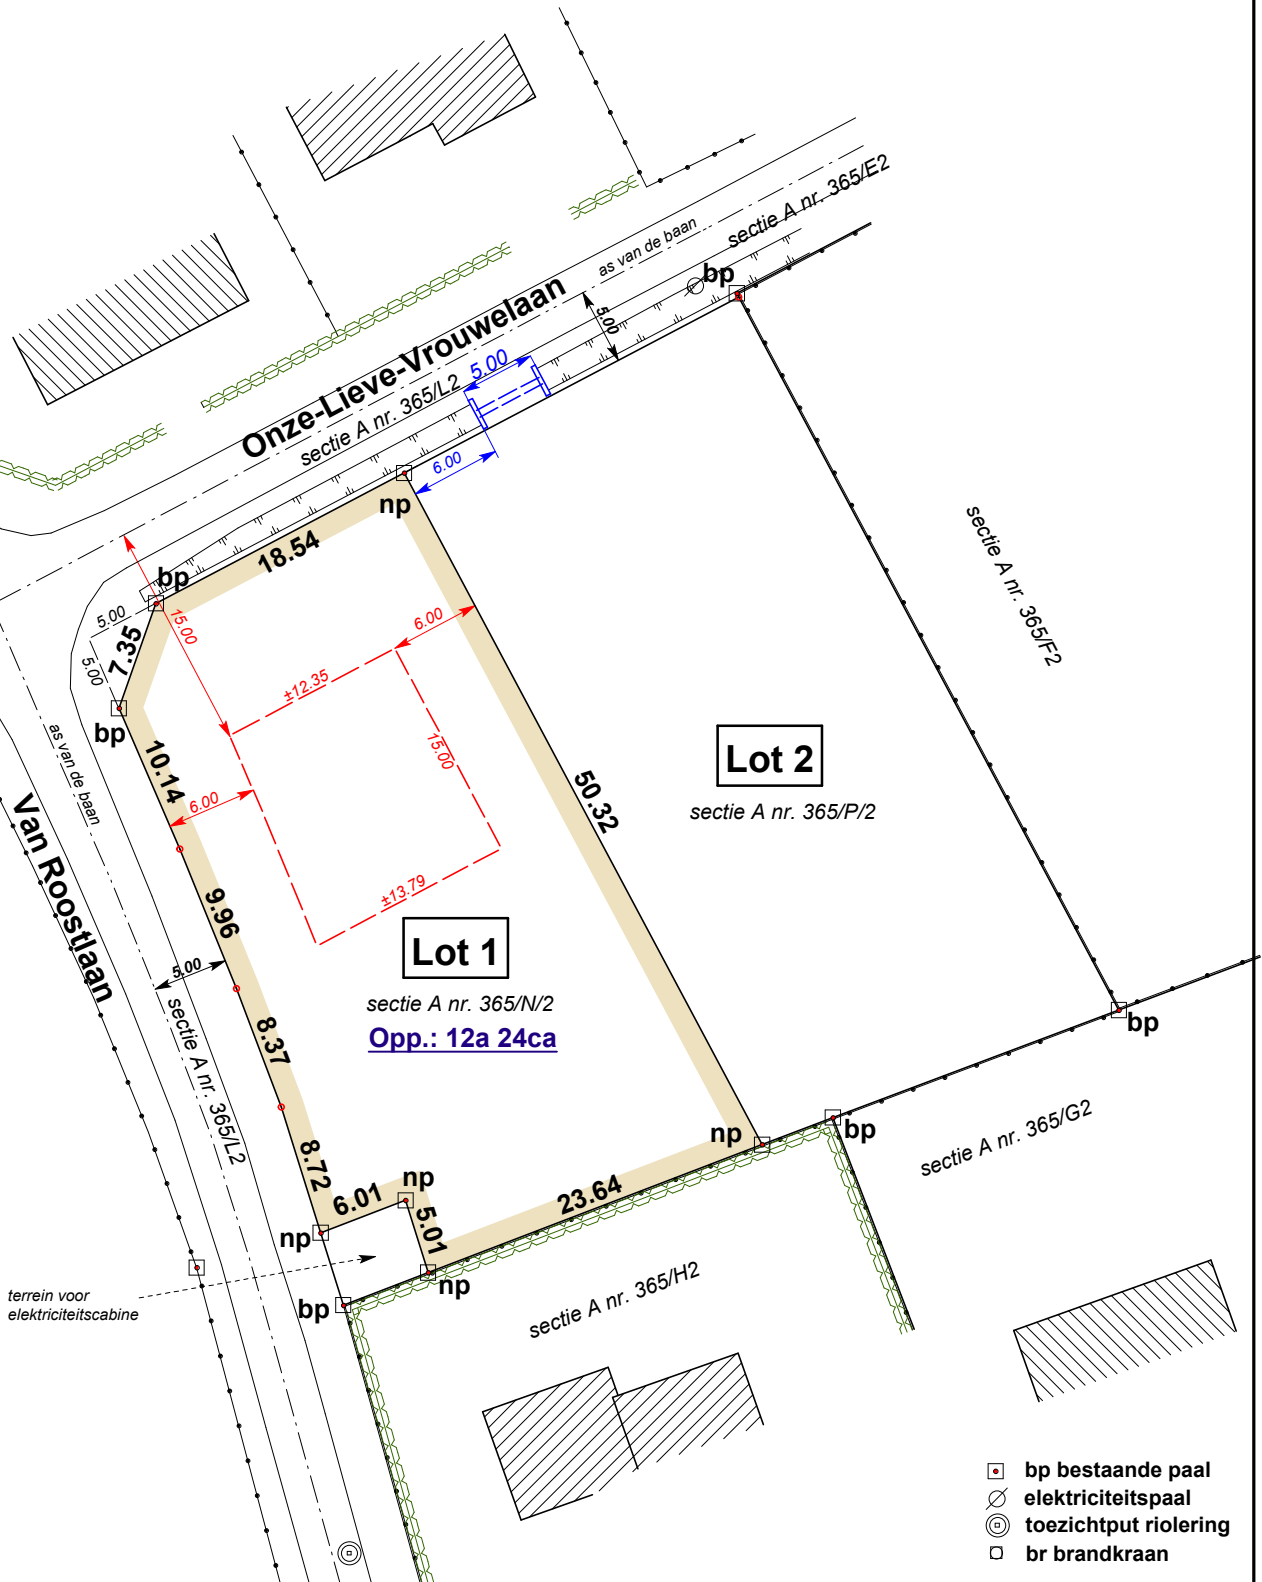 sectie A nr. 365/E2
as van de baan
bp
Onze-Lieve-Vrouwelaan
5.00
sectie A nr. 365/L2
5.00
6.00
np
18.54
bp
5.00
15.00
7.35
5.00
6.00
±12.35
bp
as van de baan
10.14
6.00
15.00
50.32
Lot 2
sectie A nr. 365/P/2
sectie A nr. 365/F2
Van Roostlaan
±13.79
9.96
Lot 1
5.00
sectie A nr. 365/N/2
Opp.: 12a 24ca
sectie A nr. 365/L2
8.37
bp
8.72
np
bp
sectie A nr. 365/G2
6.01
np
23.64
5.01
np
np
bp
terrein voor
elektriciteitscabine
sectie A nr. 365/H2
bp bestaande paal
elektriciteitspaal
toezichtput riolering
br brandkraan